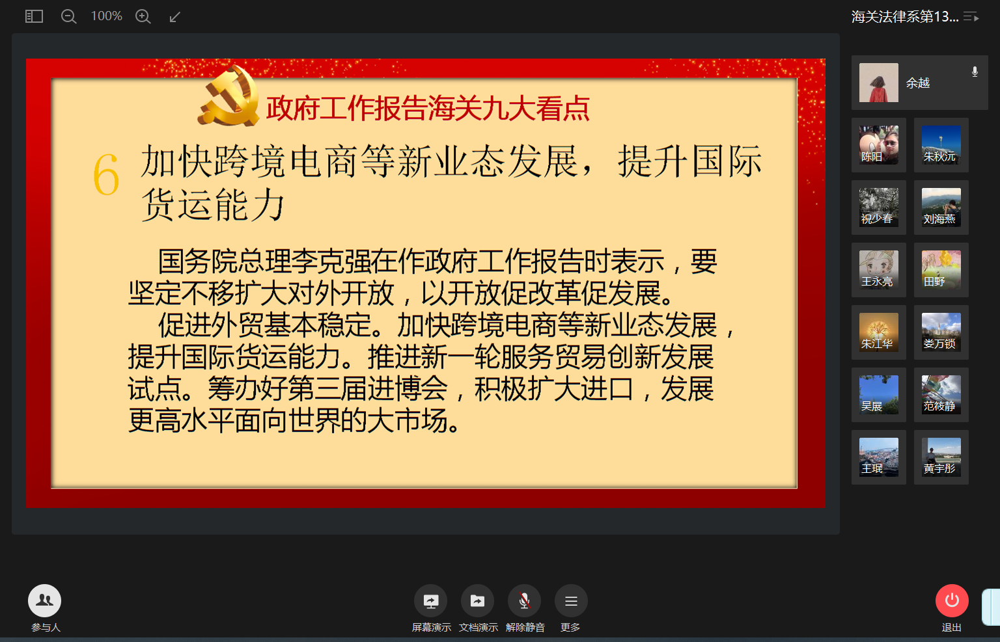 100%
海关法律系第13...
政府工作报告海关九大看点
6
加快跨境电商等新业态发展，提升国际
货运能力
国务院总理李克强在作政府工作报告时表示，要
坚定不移扩大对外开放，以开放促改革促发展。
促进外贸基本稳定。加快跨境电商等新业态发展，
提升国际货运能力。推进新一轮服务贸易创新发展
试点。筹办好第三届进博会，积极扩大进口，发展
更高水平面向世界的大市场。
余越
陈阳
朱秋沅
祝少春
刘海燕
王永亮
田野
朱江华
娄万锁
吴展
范筱静
王珉
黄宇彤
参与人
屏幕演示
文档演示
解除静音
更多
退出